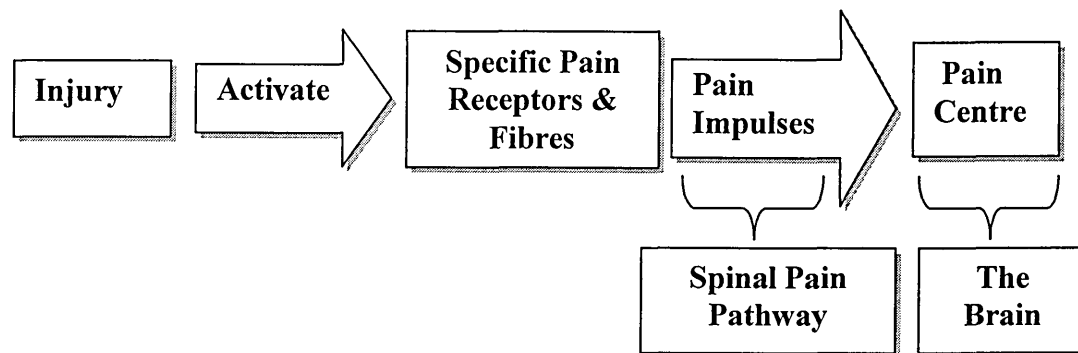 Injury
Activate
Specific Pain
Receptors &
Fibres
Pain
Impulses
Pain
Centre
Spinal Pain
Pathway
The
Brain